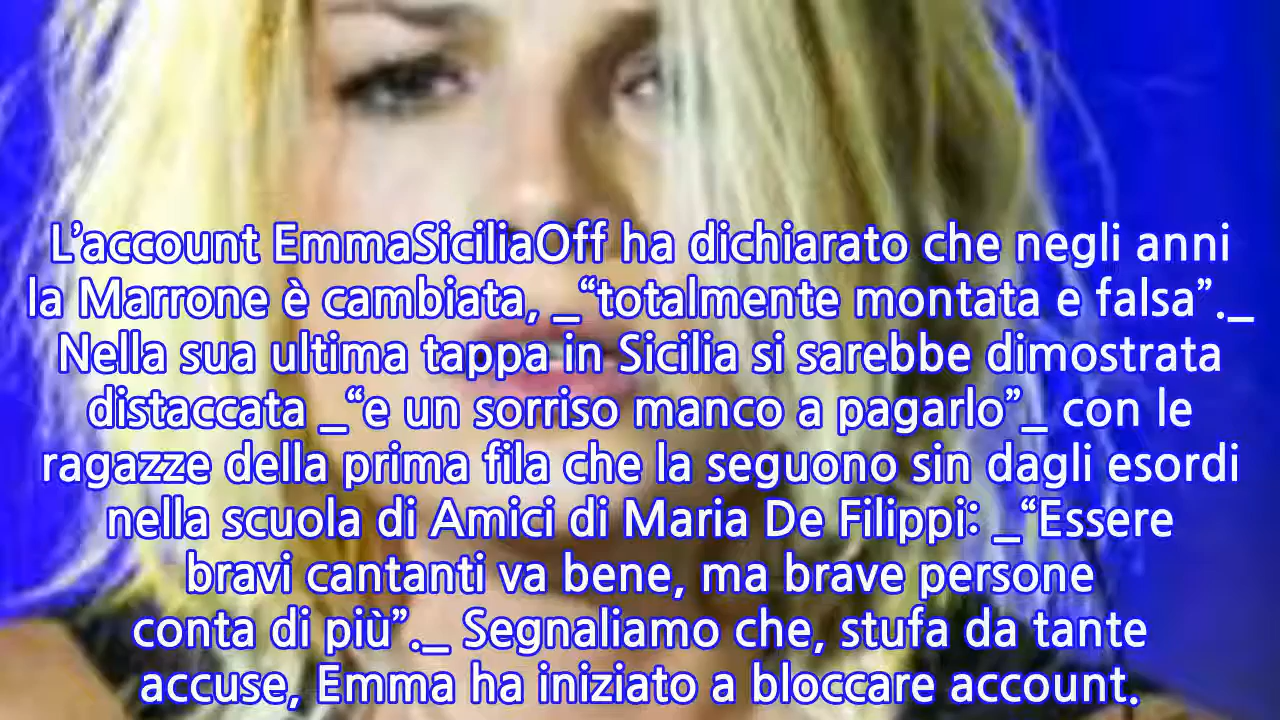 L’account EmmaSiciliaOff ha dichiarato che negli anni
la Marrone è cambiata, _“totalmente montata e falsa”._
Nella sua ultima tappa in Sicilia si sarebbe dimostrata
distaccata _“e un sorriso manco a pagarlo”_ con le
ragazze della prima fila che la seguono sin dagli esordi
nella scuola di Amici di Maria De Filippi: _“Essere
bravi cantanti va bene, ma brave persone
conta di più”._ Segnaliamo che, stufa da tante
accuse, Emma ha iniziato a bloccare account.